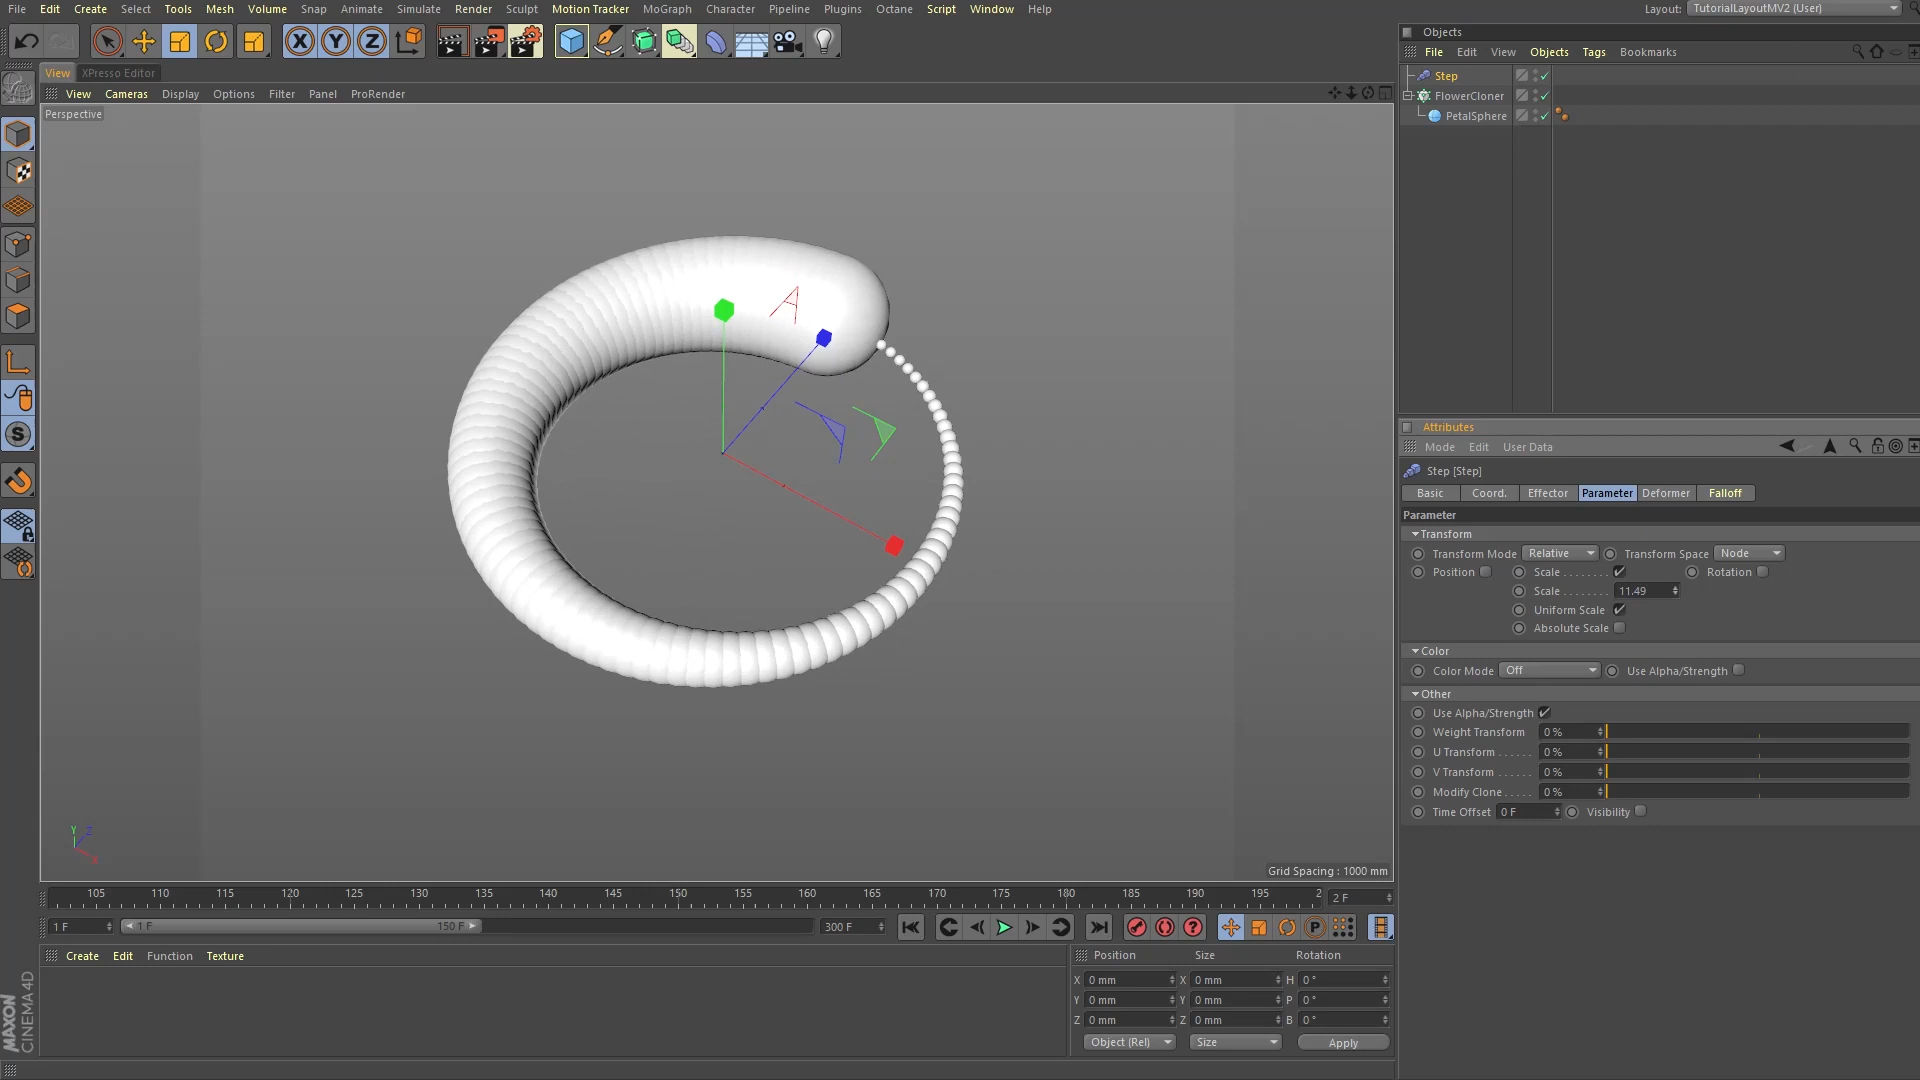 File Edit Create Select Tools Mesh Volume Snap Animate Simulate Render Sculpt Motion Tracker MoGraph Character Pipeline Plugins Octane Script Window Help
Layout: TutorialLayoutMV2 (User)
View XPresso Editor
View Cameras Display Options Filter Panel ProRender
Perspective
Grid Spacing : 1000 mm
Objects
File Edit View Objects Tags Bookmarks
Step
FlowerCloner
PetalSphere
Attributes
Mode Edit User Data
Step [Step]
Basic Coord. Effector Parameter Deformer Falloff
Parameter
Transform
Transform Mode Relative Transform Space Node
Position Scale Rotation
Scale 11.49
Uniform Scale
Absolute Scale
Color
Color Mode Off Use Alpha/Strength
Other
Use Alpha/Strength
Weight Transform 0 %
U Transform 0 %
V Transform 0 %
Modify Clone 0 %
Time Offset 0 F Visibility
Y Z X
105 110 115 120 125 130 135 140 145 150 155 160 165 170 175 180 185 190 195 2 2 F
1 F 1 F 150 F 300 F
Create Edit Function Texture
Position Size Rotation
X 0 mm X 0 mm H 0 °
Y 0 mm Y 0 mm P 0 °
Z 0 mm Z 0 mm B 0 °
Object (Rel) Size Apply
MAXON
CINEMA 4D